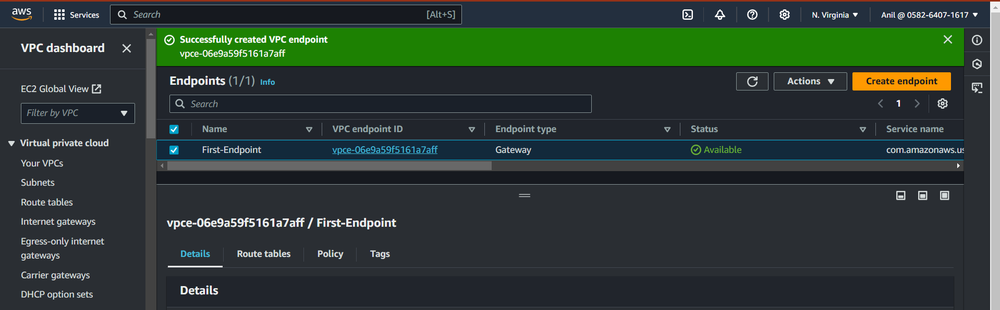 aws Services Search [Alt+S] N. Virginia Anil @ 0582-6407-1617
VPC dashboard
EC2 Global View
Filter by VPC
Virtual private cloud
Your VPCs
Subnets
Route tables
Internet gateways
Egress-only internet
gateways
Carrier gateways
DHCP option sets
Successfully created VPC endpoint
vpce-06e9a59f5161a7aff
Endpoints (1/1) Info
Actions
Create endpoint
Search
1
Name VPC endpoint ID Endpoint type Status Service name
First-Endpoint vpce-06e9a59f5161a7aff Gateway Available com.amazonaws.us
vpce-06e9a59f5161a7aff / First-Endpoint
Details Route tables Policy Tags
Details